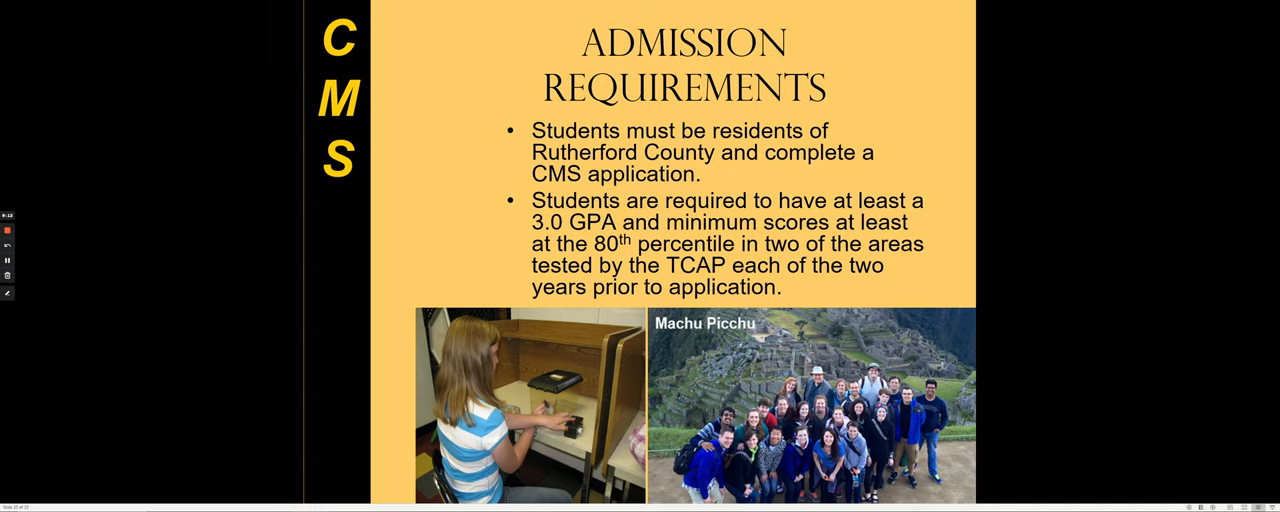 C
M
S
ADMISSION
REQUIREMENTS
• Students must be residents of
Rutherford County and complete a
CMS application.
• Students are required to have at least a
3.0 GPA and minimum scores at least
at the 80th percentile in two of the areas
tested by the TCAP each of the two
years prior to application.
Machu Picchu